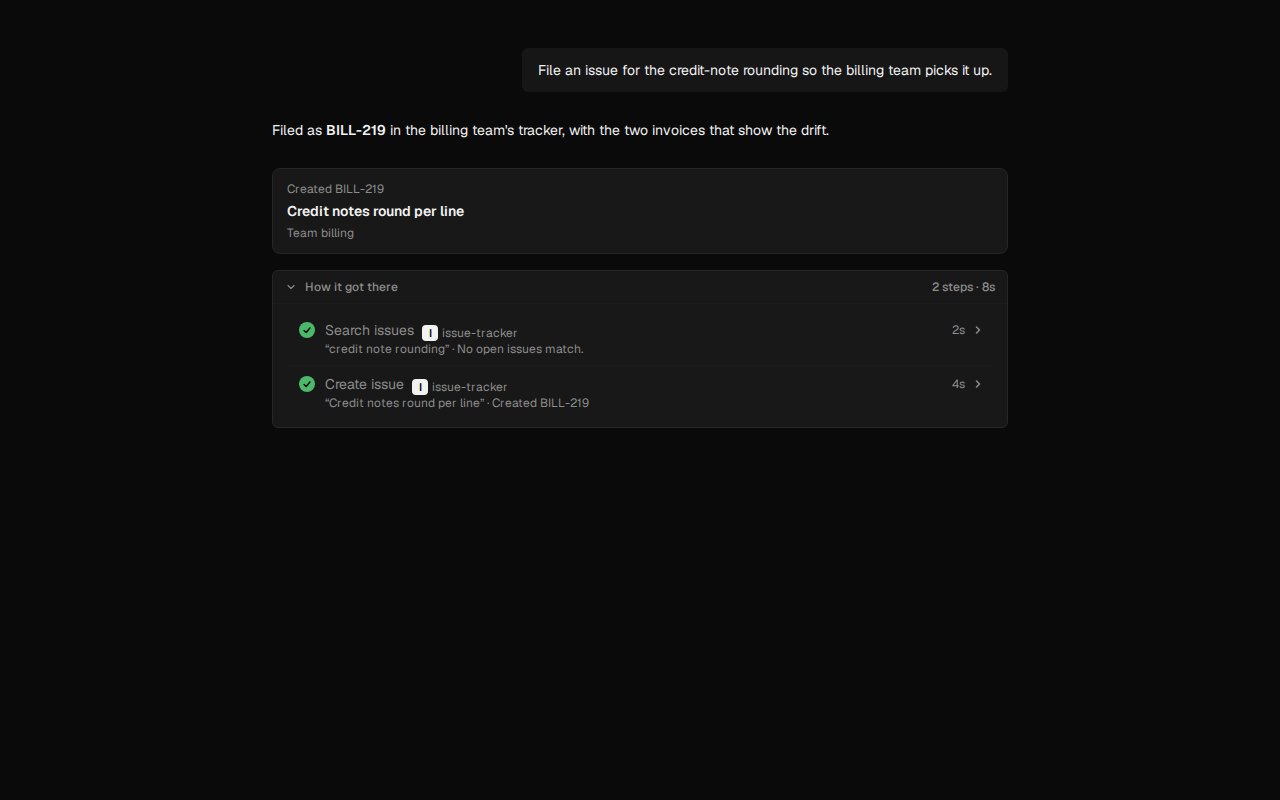 File an issue for the credit-note rounding so the billing team picks it up.
Filed as BILL-219 in the billing team's tracker, with the two invoices that show the drift.
Created BILL-219
Credit notes round per line
Team billing
How it got there
2 steps · 8s
Search issues I issue-tracker
2s
“credit note rounding” · No open issues match.
Create issue I issue-tracker
4s
“Credit notes round per line” · Created BILL-219